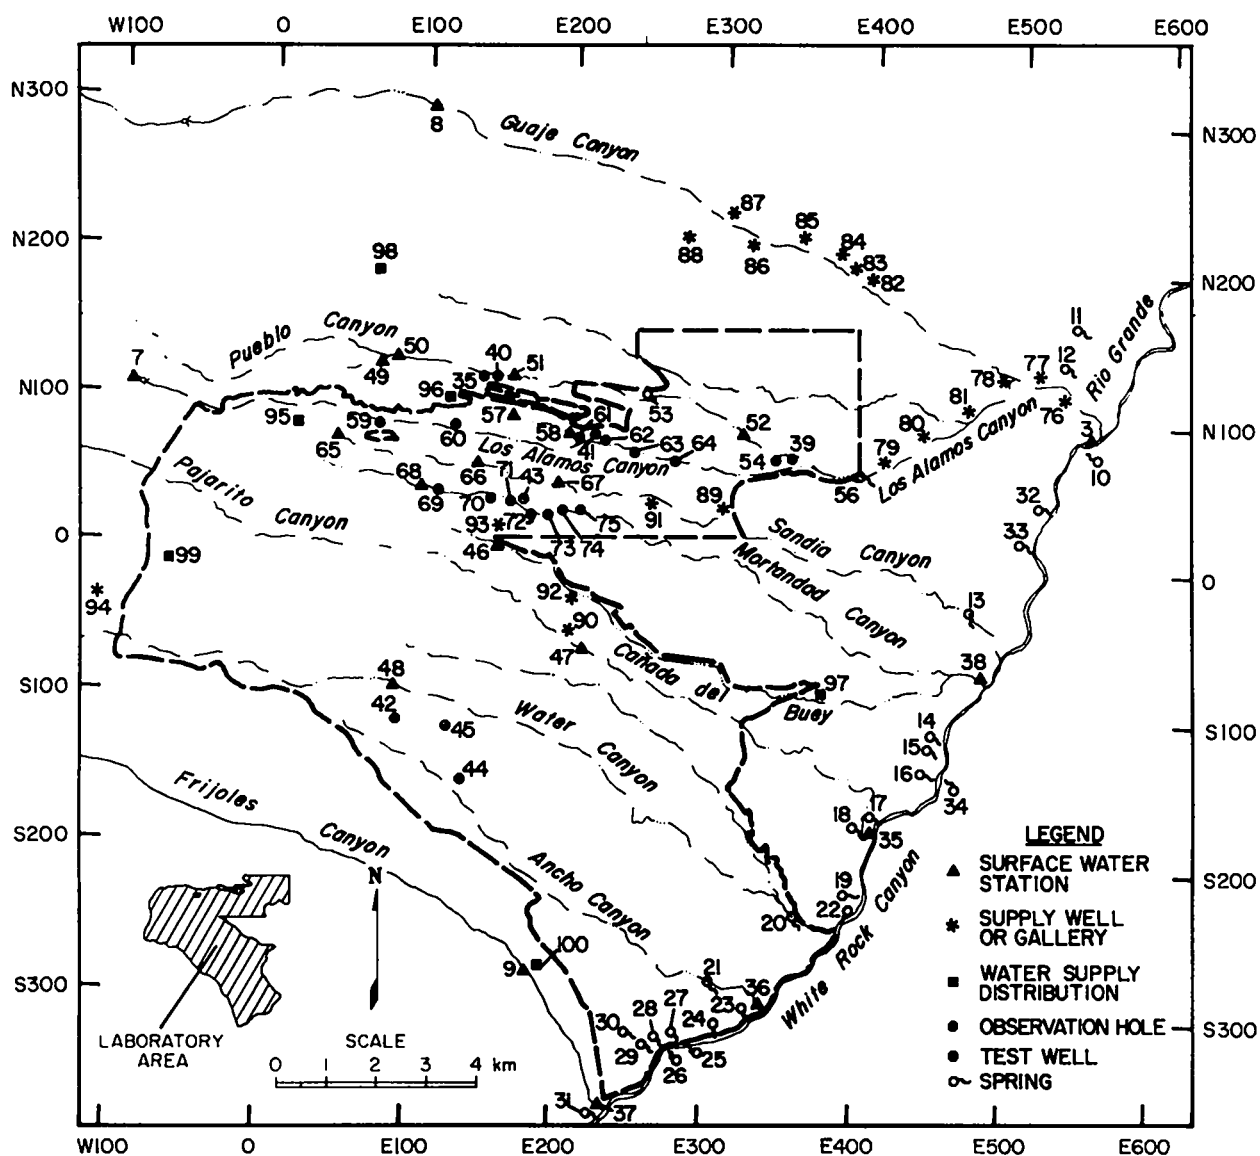 W100 0 E100 E200 E300 E400 E500 E600
N300
8
Guaje Canyon
N300
87
85
N200
98
88
86
84
83
82
N200
11
Rio Grande
Pueblo Canyon
7
50
49
40
51
35
96
12
77
78
76
N100
95
59
60
57
58
61
41
62
63
64
53
52
39
54
56
81
80
79
Los Alamos Canyon
3
10
N100
65
Los Alamos Canyon
66
71
43
67
68
69
70
72
73
74
75
91
89
93
46
Pajarito Canyon
32
33
Sandia Canyon
Mortandad Canyon
0
99
94
92
90
47
13
0
38
Cañada del Buey
97
S100
48
42
45
44
Water Canyon
14
15
16
34
S100
Frijoles Canyon
18
17
35
S200
Ancho Canyon
19
20
22
S200
N
9
100
White Rock Canyon
S300
21
36
23
27
28
24
30
29
26
25
S300
31
37
LABORATORY
AREA
SCALE
0 1 2 3 4 km
LEGEND
SURFACE WATER
STATION
SUPPLY WELL
OR GALLERY
WATER SUPPLY
DISTRIBUTION
OBSERVATION HOLE
TEST WELL
SPRING
W100 0 E100 E200 E300 E400 E500 E600